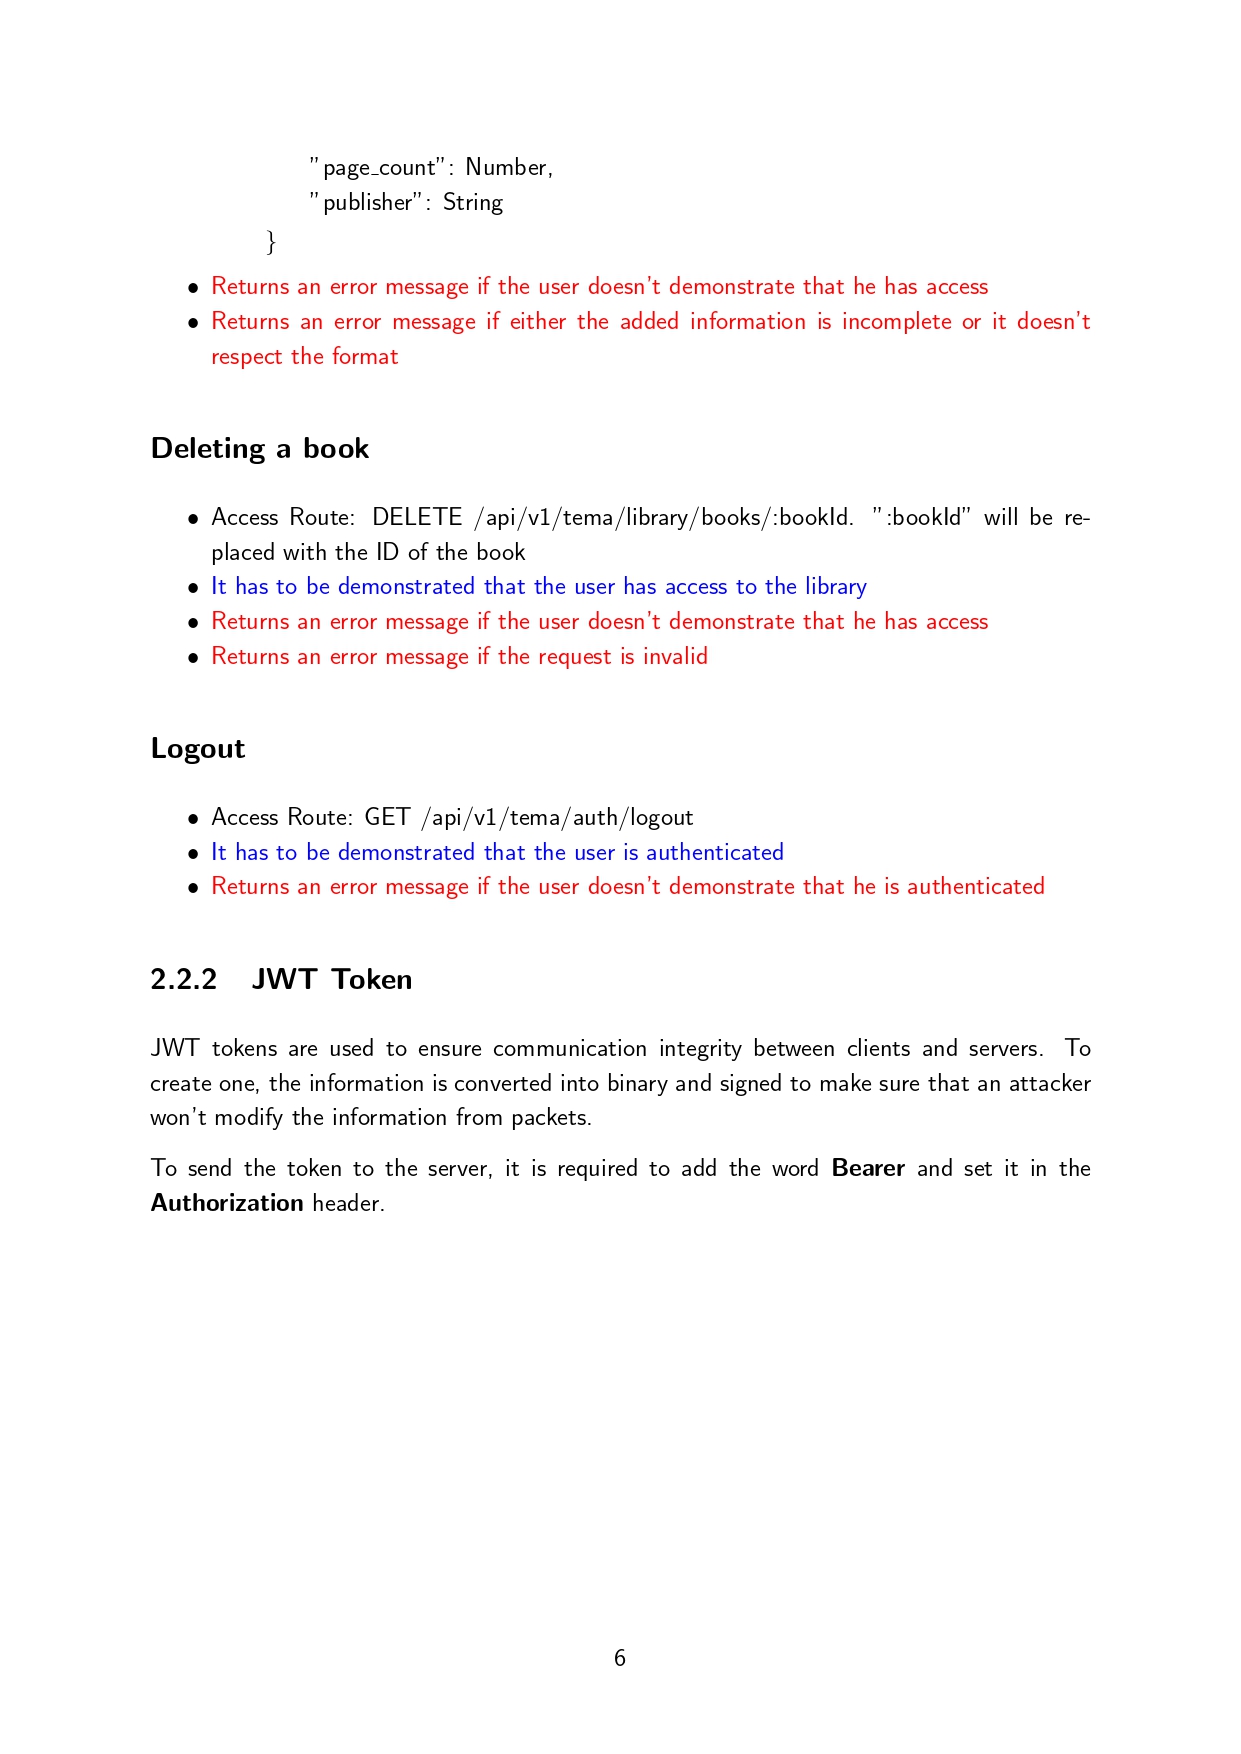 "page_count": Number,
"publisher": String
}
• Returns an error message if the user doesn't demonstrate that he has access
• Returns an error message if either the added information is incomplete or it doesn't
respect the format
Deleting a book
• Access Route: DELETE /api/v1/tema/library/books/:bookId. ":bookId" will be re-
placed with the ID of the book
• It has to be demonstrated that the user has access to the library
• Returns an error message if the user doesn't demonstrate that he has access
• Returns an error message if the request is invalid
Logout
• Access Route: GET /api/v1/tema/auth/logout
• It has to be demonstrated that the user is authenticated
• Returns an error message if the user doesn't demonstrate that he is authenticated
2.2.2 JWT Token
JWT tokens are used to ensure communication integrity between clients and servers. To
create one, the information is converted into binary and signed to make sure that an attacker
won't modify the information from packets.
To send the token to the server, it is required to add the word Bearer and set it in the
Authorization header.
6